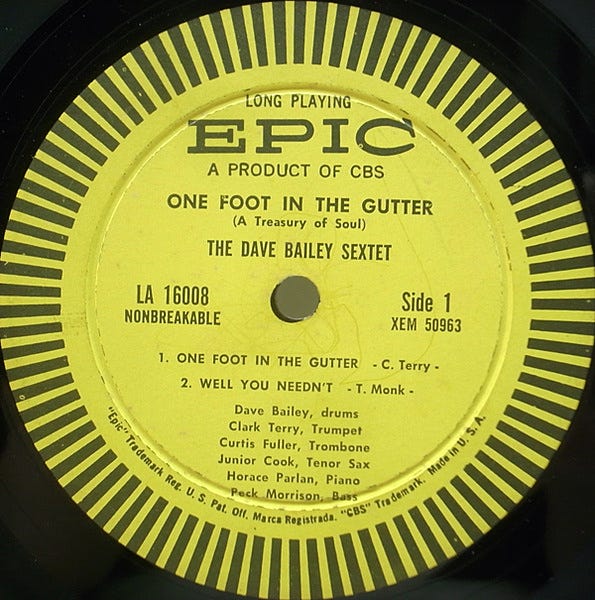 LONG PLAYING
EPIC
A PRODUCT OF CBS
ONE FOOT IN THE GUTTER
(A Treasury of Soul)
THE DAVE BAILEY SEXTET
LA 16008
NONBREAKABLE
Side 1
XEM 50963
1. ONE FOOT IN THE GUTTER - C. Terry -
2. WELL YOU NEEDN'T - T. Monk -
Dave Bailey, drums
Clark Terry, Trumpet
Curtis Fuller, Trombone
Junior Cook, Tenor Sax
Horace Parlan, Piano
Peck Morrison, Bass
"Epic" Trademark Reg. U. S. Pat. Off. Marca Registrada. "CBS" Trademark. Made in U. S. A.